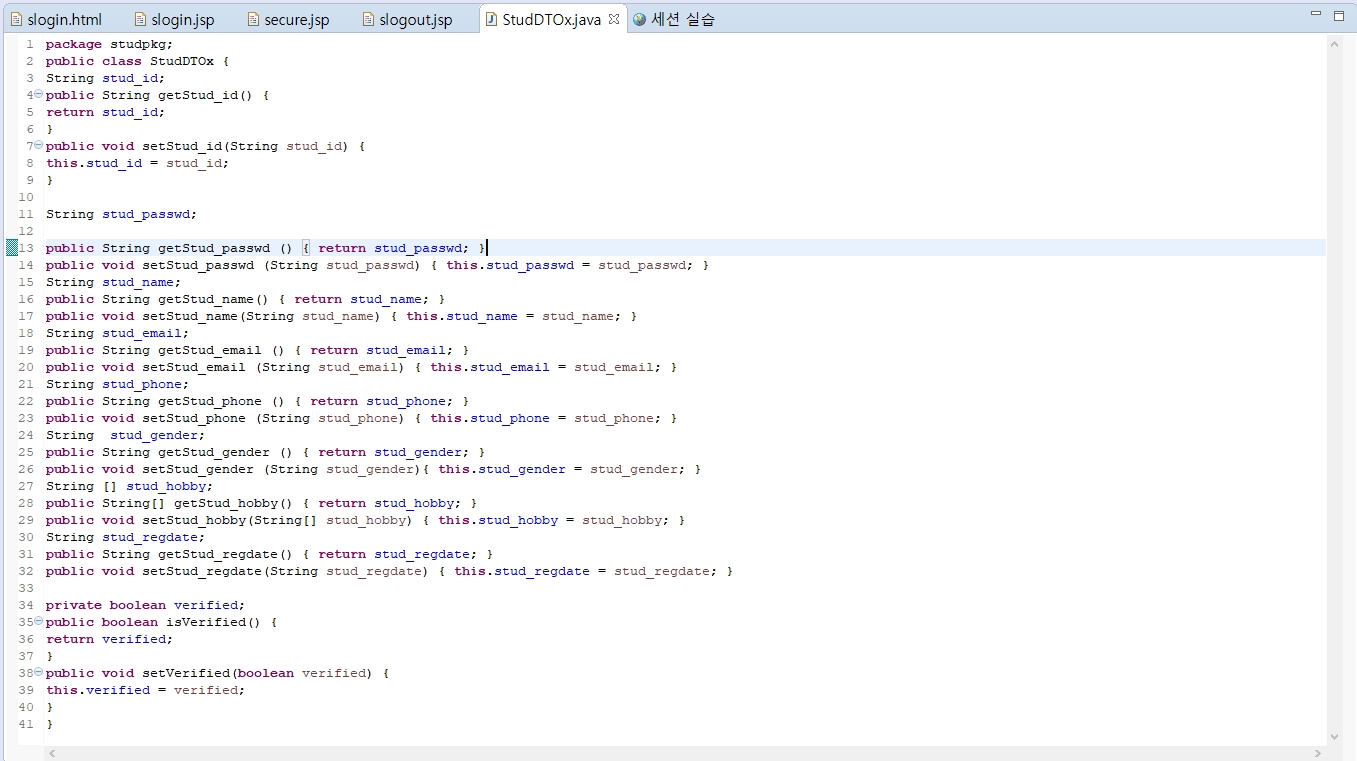 slogin.html slogin.jsp secure.jsp slogout.jsp StudDTOx.java 세션 실습
1 package studpkg;
2 public class StudDTOx {
3 String stud_id;
4 public String getStud_id() {
5 return stud_id;
6 }
7 public void setStud_id(String stud_id) {
8 this.stud_id = stud_id;
9 }
10
11 String stud_passwd;
12
13 public String getStud_passwd () { return stud_passwd; }
14 public void setStud_passwd (String stud_passwd) { this.stud_passwd = stud_passwd; }
15 String stud_name;
16 public String getStud_name() { return stud_name; }
17 public void setStud_name(String stud_name) { this.stud_name = stud_name; }
18 String stud_email;
19 public String getStud_email () { return stud_email; }
20 public void setStud_email (String stud_email) { this.stud_email = stud_email; }
21 String stud_phone;
22 public String getStud_phone () { return stud_phone; }
23 public void setStud_phone (String stud_phone) { this.stud_phone = stud_phone; }
24 String  stud_gender;
25 public String getStud_gender () { return stud_gender; }
26 public void setStud_gender (String stud_gender){ this.stud_gender = stud_gender; }
27 String [] stud_hobby;
28 public String[] getStud_hobby() { return stud_hobby; }
29 public void setStud_hobby(String[] stud_hobby) { this.stud_hobby = stud_hobby; }
30 String stud_regdate;
31 public String getStud_regdate() { return stud_regdate; }
32 public void setStud_regdate(String stud_regdate) { this.stud_regdate = stud_regdate; }
33
34 private boolean verified;
35 public boolean isVerified() {
36 return verified;
37 }
38 public void setVerified(boolean verified) {
39 this.verified = verified;
40 }
41 }